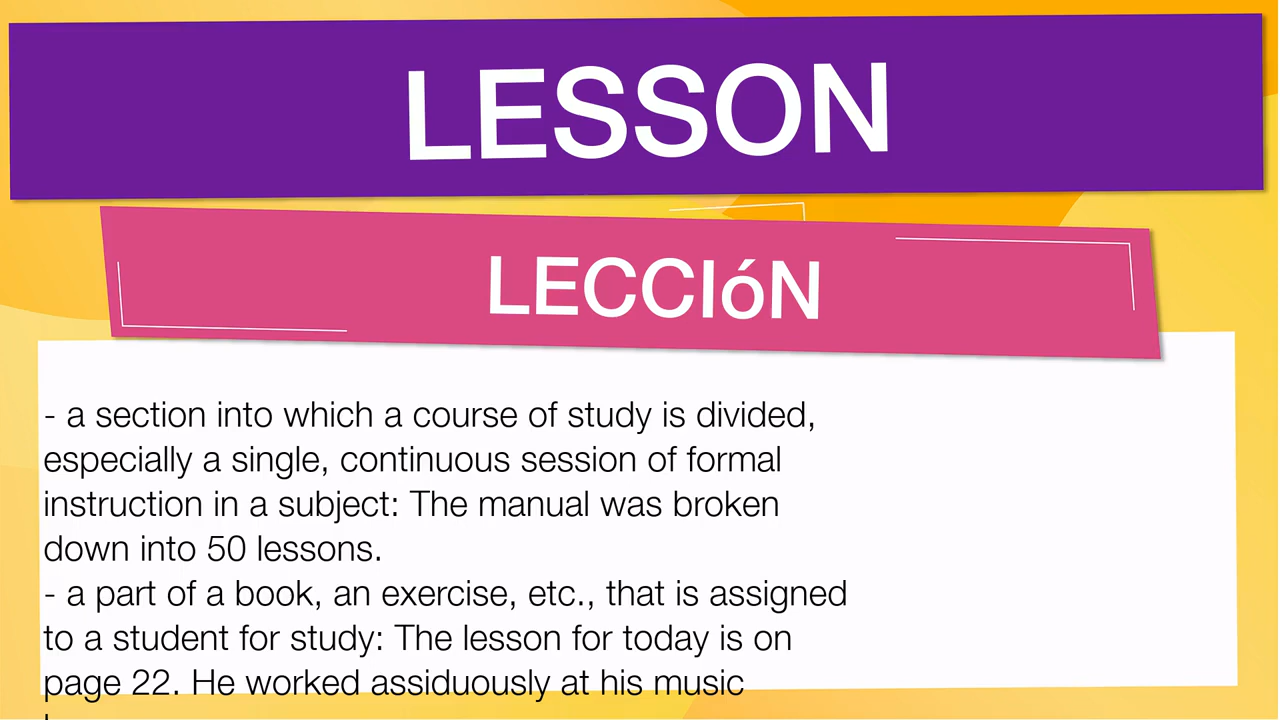 LESSON
LECCIóN
- a section into which a course of study is divided,
especially a single, continuous session of formal
instruction in a subject: The manual was broken
down into 50 lessons.
- a part of a book, an exercise, etc., that is assigned
to a student for study: The lesson for today is on
page 22. He worked assiduously at his music